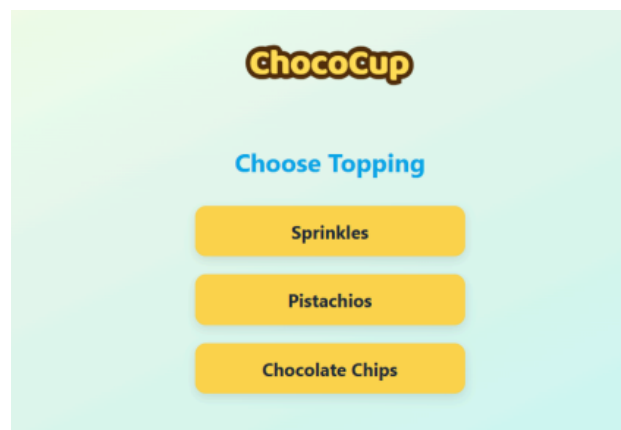 ChocoCup
Choose Topping
Sprinkles
Pistachios
Chocolate Chips